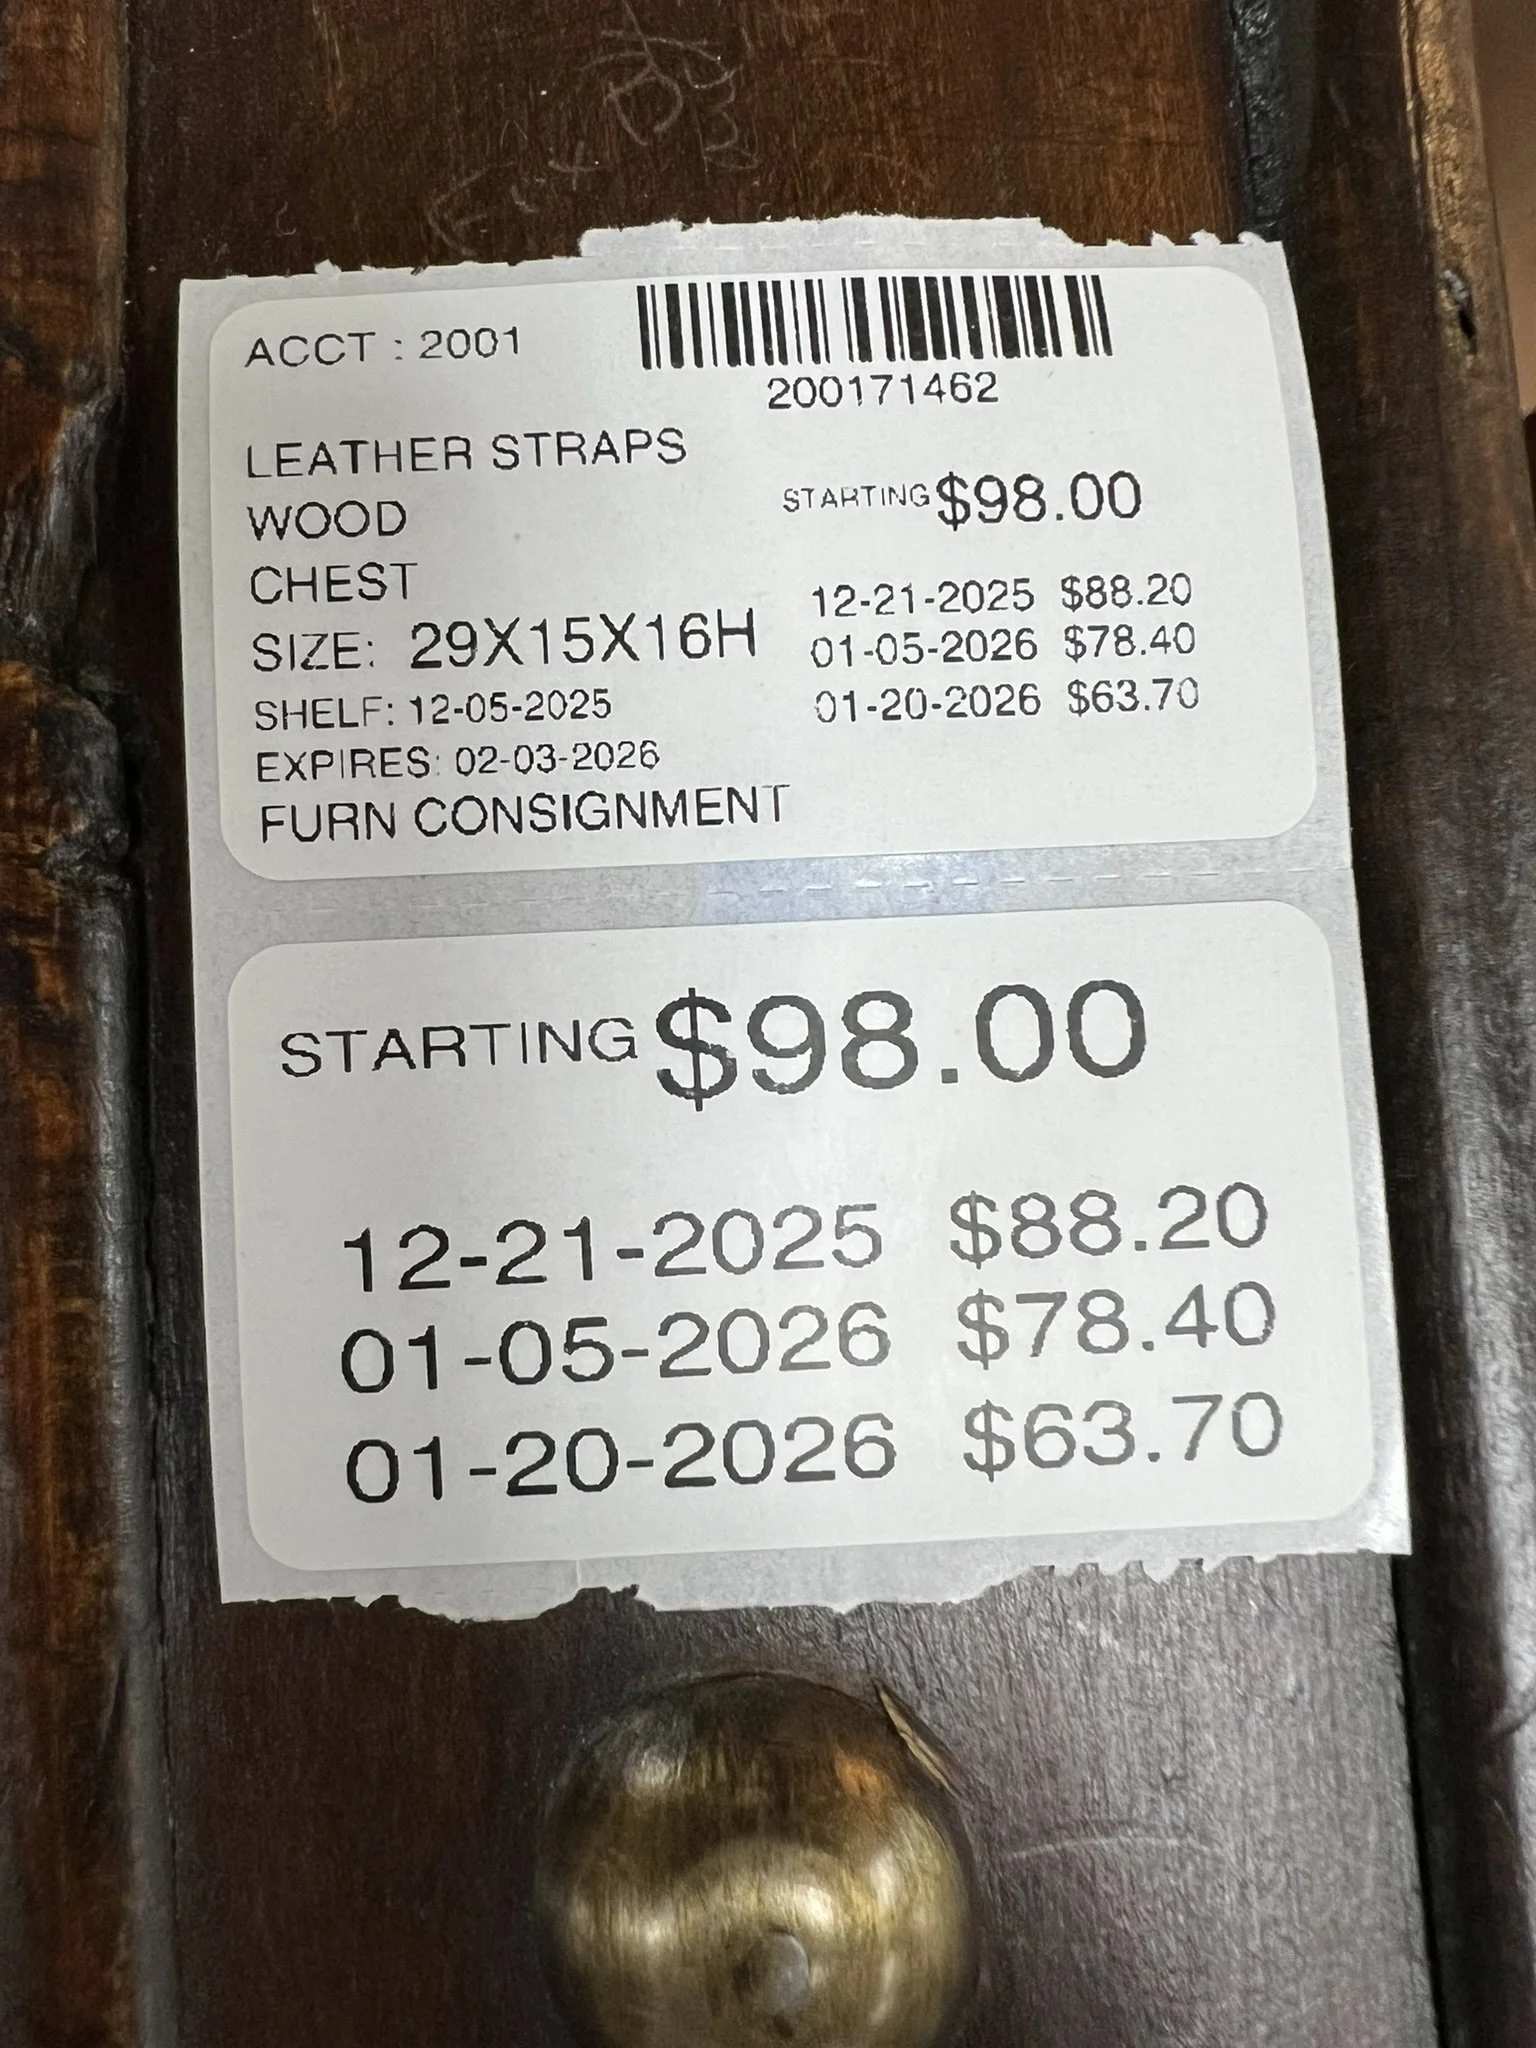 ACCT : 2001
200171462
LEATHER STRAPS
WOOD
CHEST
SIZE: 29X15X16H
SHELF: 12-05-2025
EXPIRES: 02-03-2026
FURN CONSIGNMENT
STARTING $98.00
12-21-2025 $88.20
01-05-2026 $78.40
01-20-2026 $63.70
STARTING $98.00
12-21-2025 $88.20
01-05-2026 $78.40
01-20-2026 $63.70